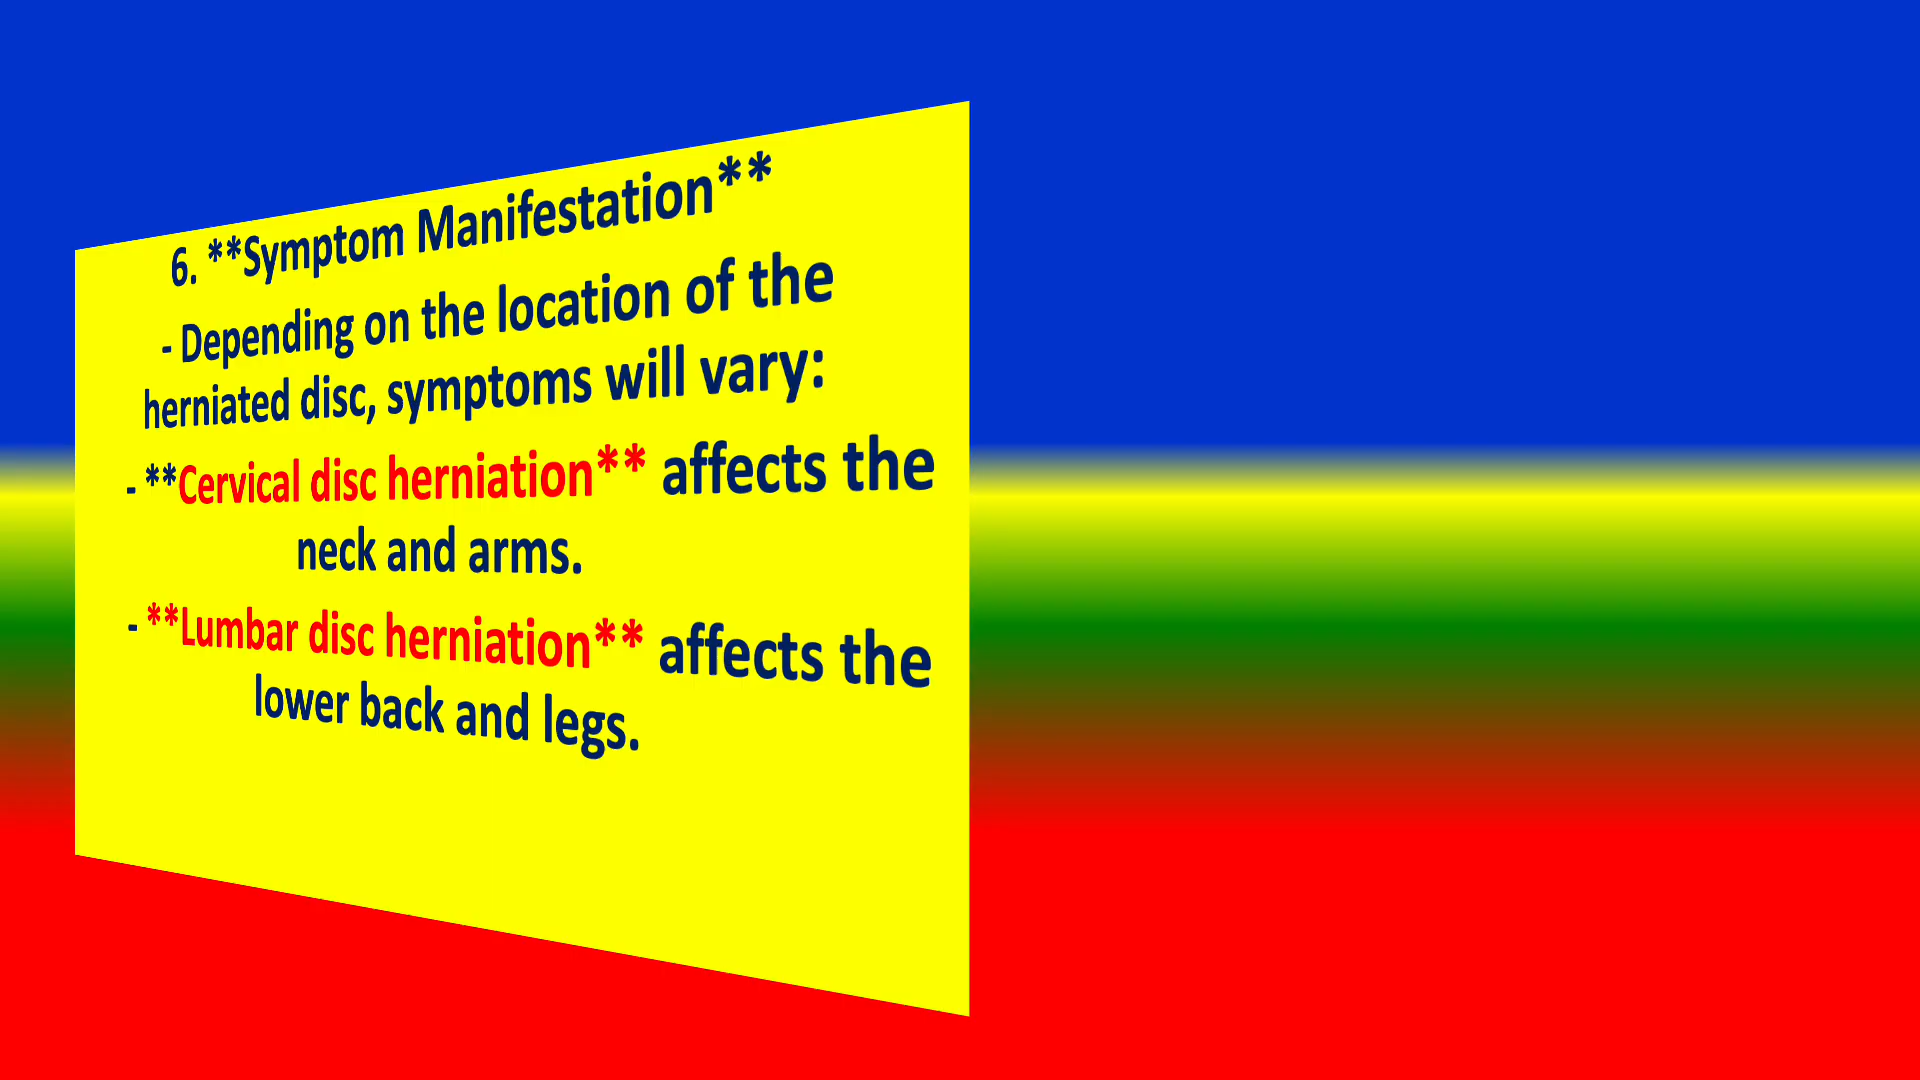 6. **Symptom Manifestation**
- Depending on the location of the
herniated disc, symptoms will vary:
- **Cervical disc herniation** affects the
neck and arms.
- **Lumbar disc herniation** affects the
lower back and legs.